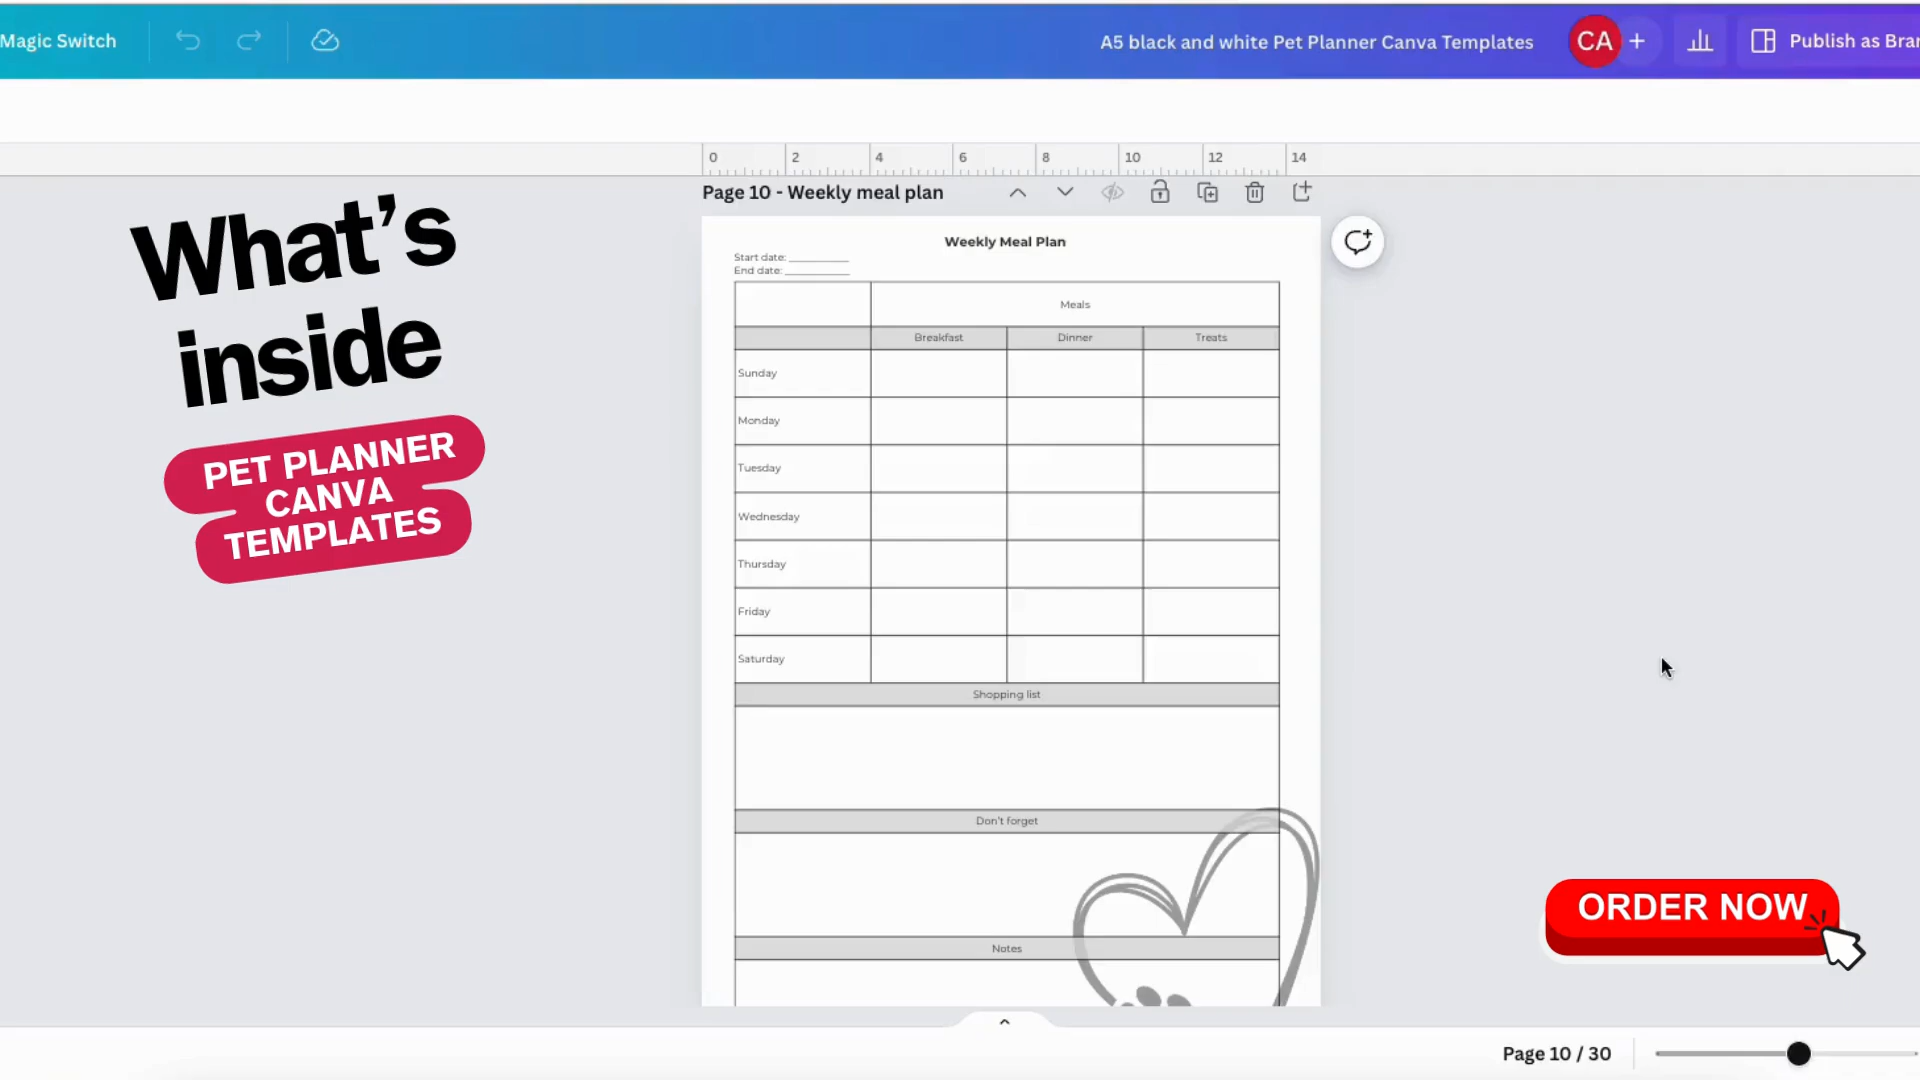 Magic Switch
A5 black and white Pet Planner Canva Templates
CA
+
Publish as Bran
0 2 4 6 8 10 12 14
Page 10 - Weekly meal plan
What's
inside
PET PLANNER
CANVA
TEMPLATES
Weekly Meal Plan
Start date: __________
End date: ___________
Meals
Breakfast Dinner Treats
Sunday
Monday
Tuesday
Wednesday
Thursday
Friday
Saturday
Shopping list
Don't forget
Notes
ORDER NOW
Page 10 / 30